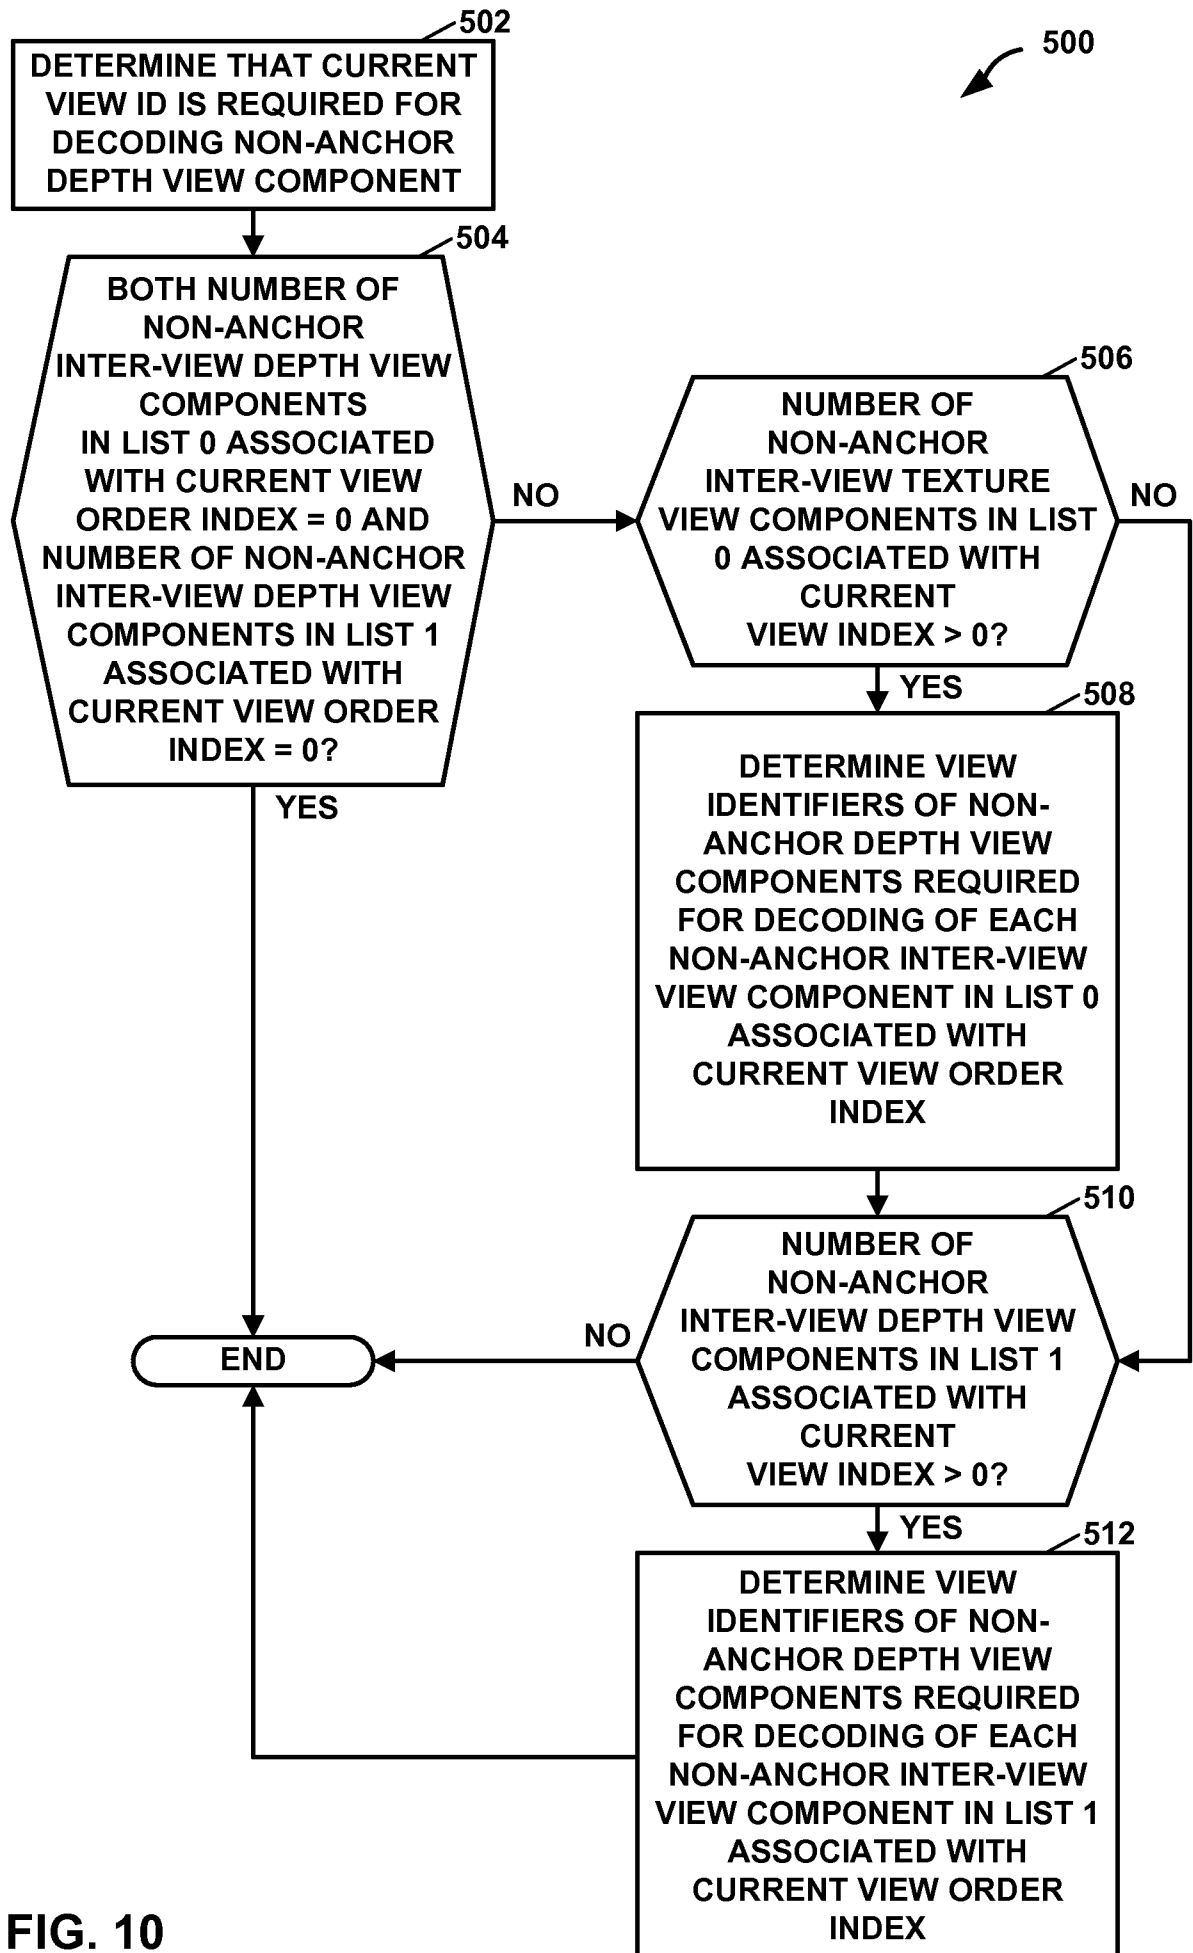 502
500
DETERMINE THAT CURRENT
VIEW ID IS REQUIRED FOR
DECODING NON-ANCHOR
DEPTH VIEW COMPONENT
504
BOTH NUMBER OF
NON-ANCHOR
INTER-VIEW DEPTH VIEW
COMPONENTS
IN LIST 0 ASSOCIATED
WITH CURRENT VIEW
ORDER INDEX = 0 AND
NUMBER OF NON-ANCHOR
INTER-VIEW DEPTH VIEW
COMPONENTS IN LIST 1
ASSOCIATED WITH
CURRENT VIEW ORDER
INDEX = 0?
NO
YES
506
NUMBER OF
NON-ANCHOR
INTER-VIEW TEXTURE
VIEW COMPONENTS IN LIST
0 ASSOCIATED WITH
CURRENT
VIEW INDEX > 0?
NO
YES
508
DETERMINE VIEW
IDENTIFIERS OF NON-
ANCHOR DEPTH VIEW
COMPONENTS REQUIRED
FOR DECODING OF EACH
NON-ANCHOR INTER-VIEW
VIEW COMPONENT IN LIST 0
ASSOCIATED WITH
CURRENT VIEW ORDER
INDEX
510
NUMBER OF
NON-ANCHOR
INTER-VIEW DEPTH VIEW
COMPONENTS IN LIST 1
ASSOCIATED WITH
CURRENT
VIEW INDEX > 0?
NO
END
YES
512
DETERMINE VIEW
IDENTIFIERS OF NON-
ANCHOR DEPTH VIEW
COMPONENTS REQUIRED
FOR DECODING OF EACH
NON-ANCHOR INTER-VIEW
VIEW COMPONENT IN LIST 1
ASSOCIATED WITH
CURRENT VIEW ORDER
INDEX
FIG. 10